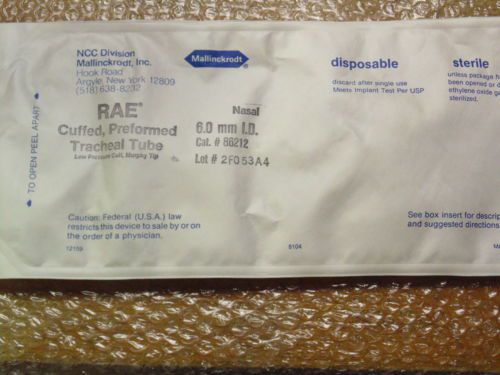 NCC Division
Mallinckrodt, Inc.
Hook Road
Argyle, New York 12809
(518) 638-8232
Mallinckrodt
disposable
discard after single use
Meets Implant Test Per USP
sterile
unless package
been opened or
ethylene oxide
sterilized.
TO OPEN PEEL APART
RAE®
Cuffed, Preformed
Tracheal Tube
Low Pressure Cuff, Murphy Tip
Nasal
6.0 mm I.D.
Cat. # 86212
Lot # 2F053A4
Caution: Federal (U.S.A.) law
restricts this device to sale by or on
the order of a physician.
12159
8104
See box insert for
and suggested directions